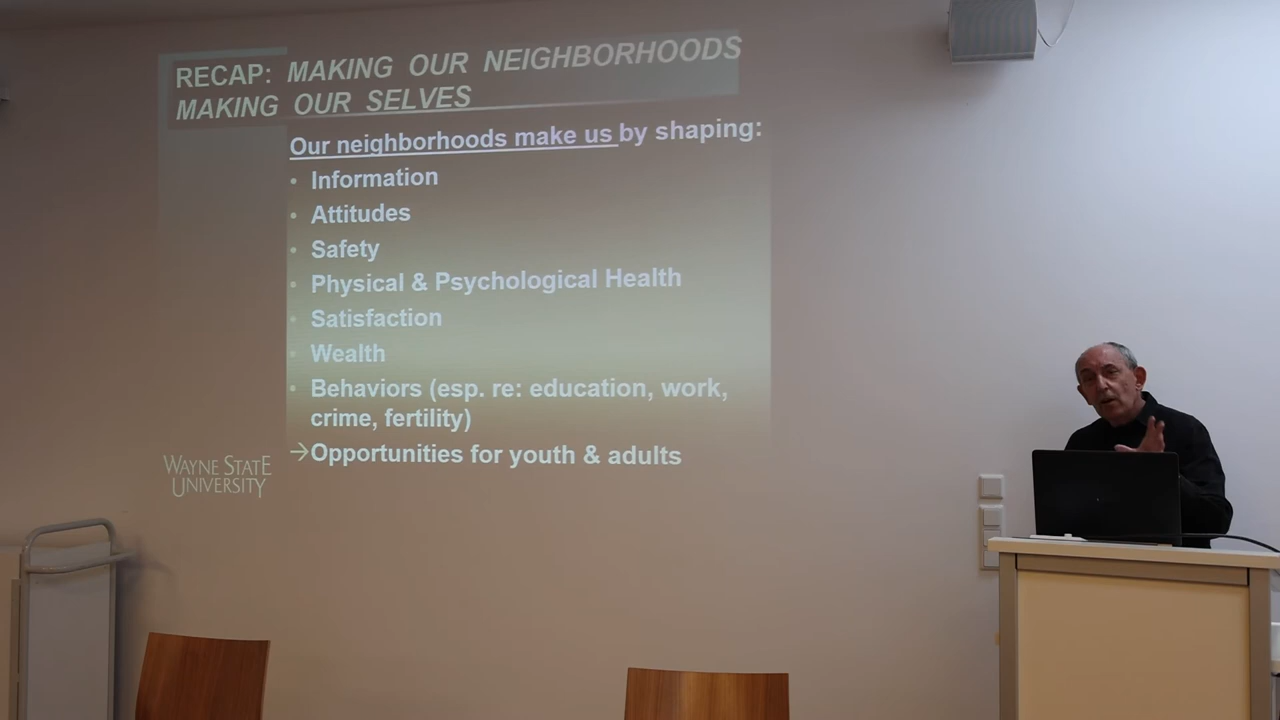 RECAP: MAKING OUR NEIGHBORHOODS
MAKING OUR SELVES
Our neighborhoods make us by shaping:
• Information
• Attitudes
• Safety
• Physical & Psychological Health
• Satisfaction
• Wealth
• Behaviors (esp. re: education, work,
crime, fertility)
→Opportunities for youth & adults
WAYNE STATE
UNIVERSITY